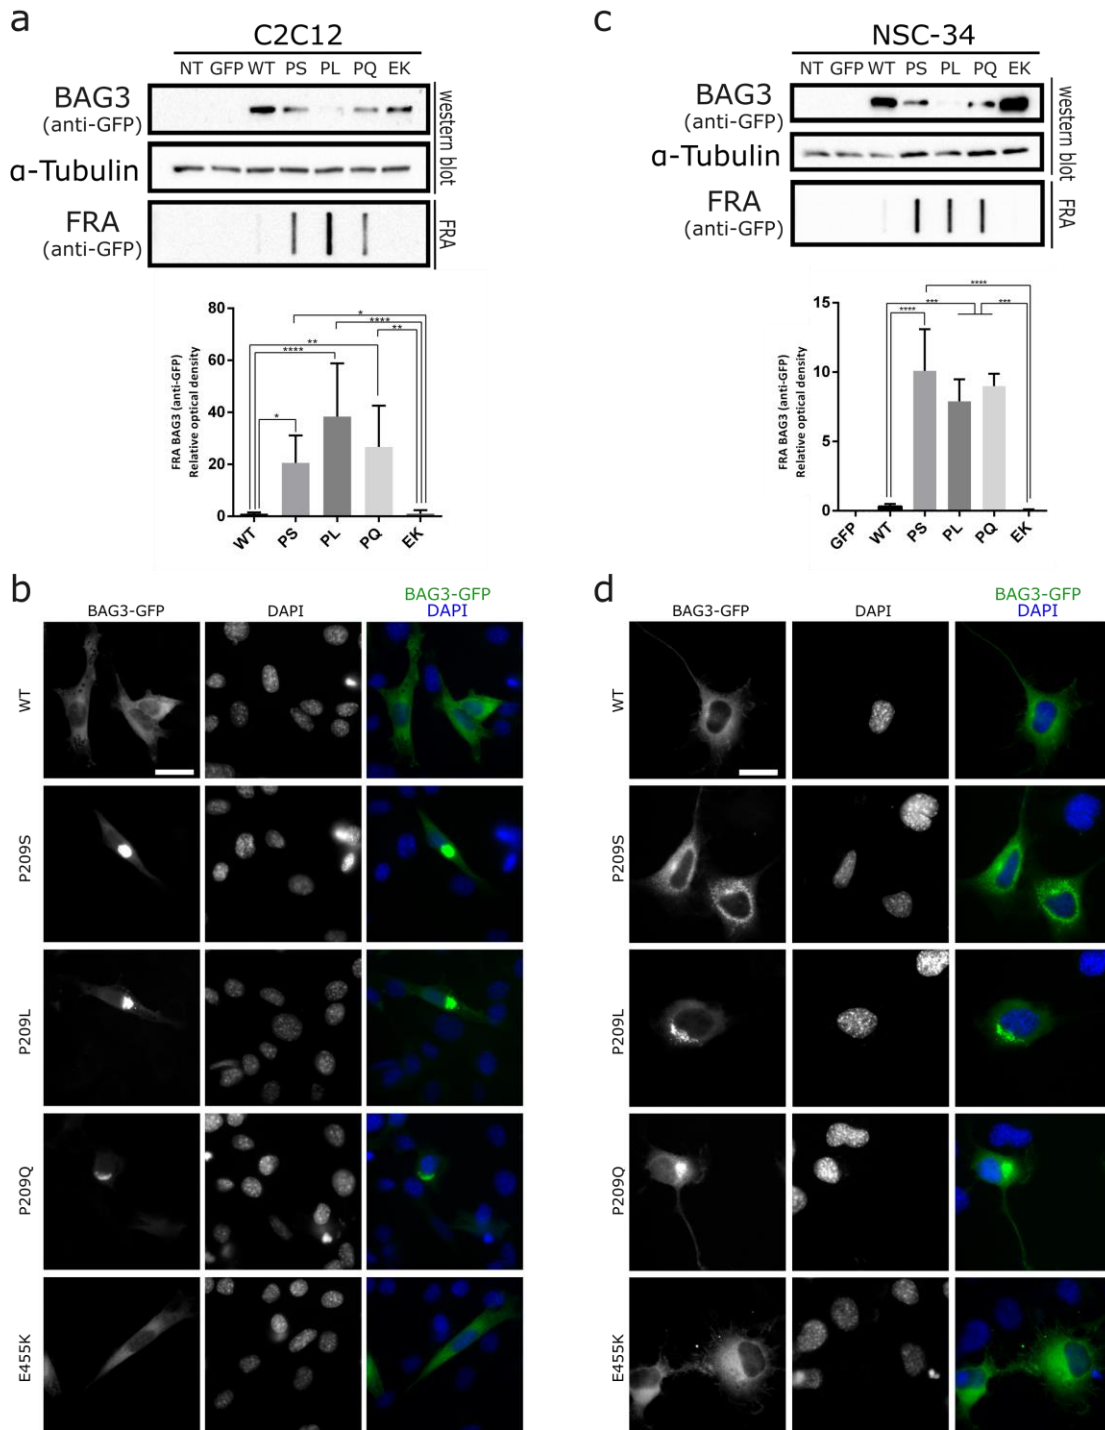 a
C2C12
NT GFP WT PS PL PQ EK
BAG3
(anti-GFP)
α-Tubulin
western blot
FRA
(anti-GFP)
FRA
FRA BAG3 (anti-GFP)
Relative optical density
80
60
40
20
0
*
****
**
**
****
*
WT PS PL PQ EK
c
NSC-34
NT GFP WT PS PL PQ EK
BAG3
(anti-GFP)
α-Tubulin
western blot
FRA
(anti-GFP)
FRA
FRA BAG3 (anti-GFP)
Relative optical density
15
10
5
0
****
***
***
****
GFP WT PS PL PQ EK
b
BAG3-GFP
DAPI
BAG3-GFP
DAPI
WT
P209S
P209L
P209Q
E455K
d
BAG3-GFP
DAPI
BAG3-GFP
DAPI
WT
P209S
P209L
P209Q
E455K